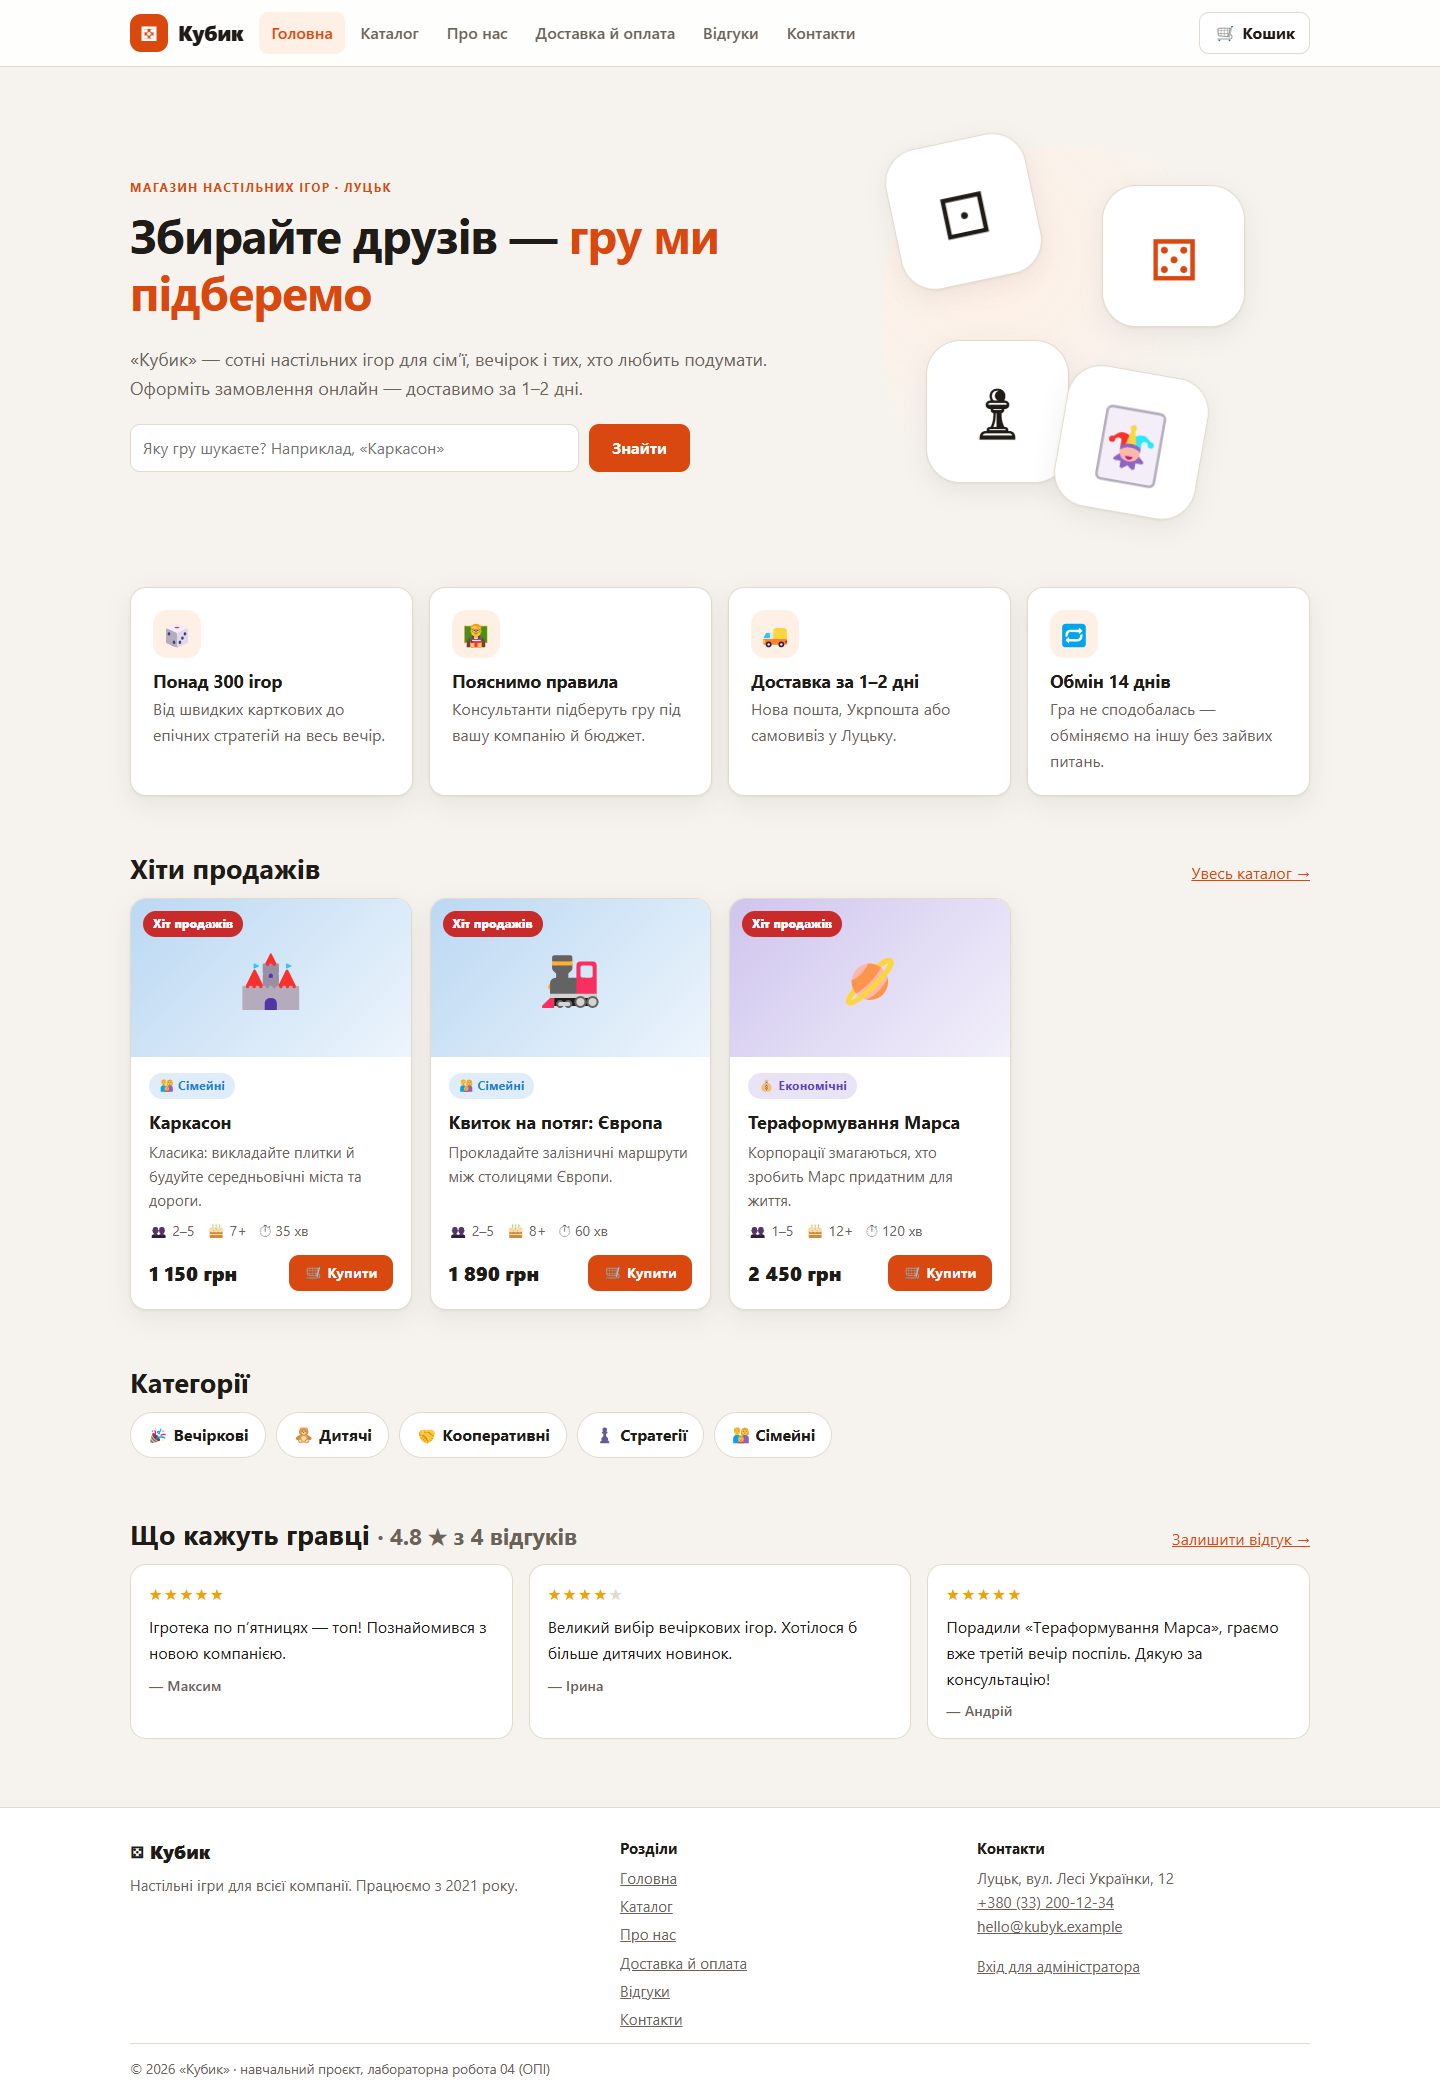 Кубик
Головна
Каталог
Про нас
Доставка й оплата
Відгуки
Контакти
Кошик
МАГАЗИН НАСТІЛЬНИХ ІГОР · ЛУЦЬК
Збирайте друзів — гру ми
підберемо
«Кубик» — сотні настільних ігор для сім’ї, вечірок і тих, хто любить подумати.
Оформіть замовлення онлайн — доставимо за 1–2 дні.
Яку гру шукаєте? Наприклад, «Каркасон»
Знайти
Понад 300 ігор
Від швидких карткових до
епічних стратегій на весь вечір.
Пояснимо правила
Консультанти підберуть гру під
вашу компанію й бюджет.
Доставка за 1–2 дні
Нова пошта, Укрпошта або
самовивіз у Луцьку.
Обмін 14 днів
Гра не сподобалась —
обміняємо на іншу без зайвих
питань.
Хіти продажів
Увесь каталог →
Хіт продажів
Сімейні
Каркасон
Класика: викладайте плитки й
будуйте середньовічні міста та
дороги.
2–5 7+ 35 хв
1 150 грн
Купити
Хіт продажів
Сімейні
Квиток на потяг: Європа
Прокладайте залізничні маршрути
між столицями Європи.
2–5 8+ 60 хв
1 890 грн
Купити
Хіт продажів
Економічні
Тераформування Марса
Корпорації змагаються, хто
зробить Марс придатним для
життя.
1–5 12+ 120 хв
2 450 грн
Купити
Категорії
Вечіркові
Дитячі
Кооперативні
Стратегії
Сімейні
Що кажуть гравці · 4.8 ★ з 4 відгуків
Залишити відгук →
★★★★★
Ігротека по п’ятницях — топ! Познайомився з
новою компанією.
— Максим
★★★★★
Великий вибір вечіркових ігор. Хотілося б
більше дитячих новинок.
— Ірина
★★★★★
Порадили «Тераформування Марса», граємо
вже третій вечір поспіль. Дякую за
консультацію!
— Андрій
Кубик
Настільні ігри для всієї компанії. Працюємо з 2021 року.
Розділи
Головна
Каталог
Про нас
Доставка й оплата
Відгуки
Контакти
Контакти
Луцьк, вул. Лесі Українки, 12
+380 (33) 200-12-34
hello@kubyk.example
Вхід для адміністратора
© 2026 «Кубик» · навчальний проєкт, лабораторна робота 04 (ОПІ)